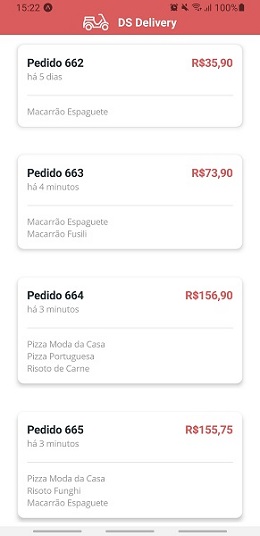 15:22 100%
DS Delivery
Pedido 662 R$35,90
há 5 dias
Macarrão Espaguete
Pedido 663 R$73,90
há 4 minutos
Macarrão Espaguete
Macarrão Fusili
Pedido 664 R$156,90
há 3 minutos
Pizza Moda da Casa
Pizza Portuguesa
Risoto de Carne
Pedido 665 R$155,75
há 3 minutos
Pizza Moda da Casa
Risoto Funghi
Macarrão Espaguete